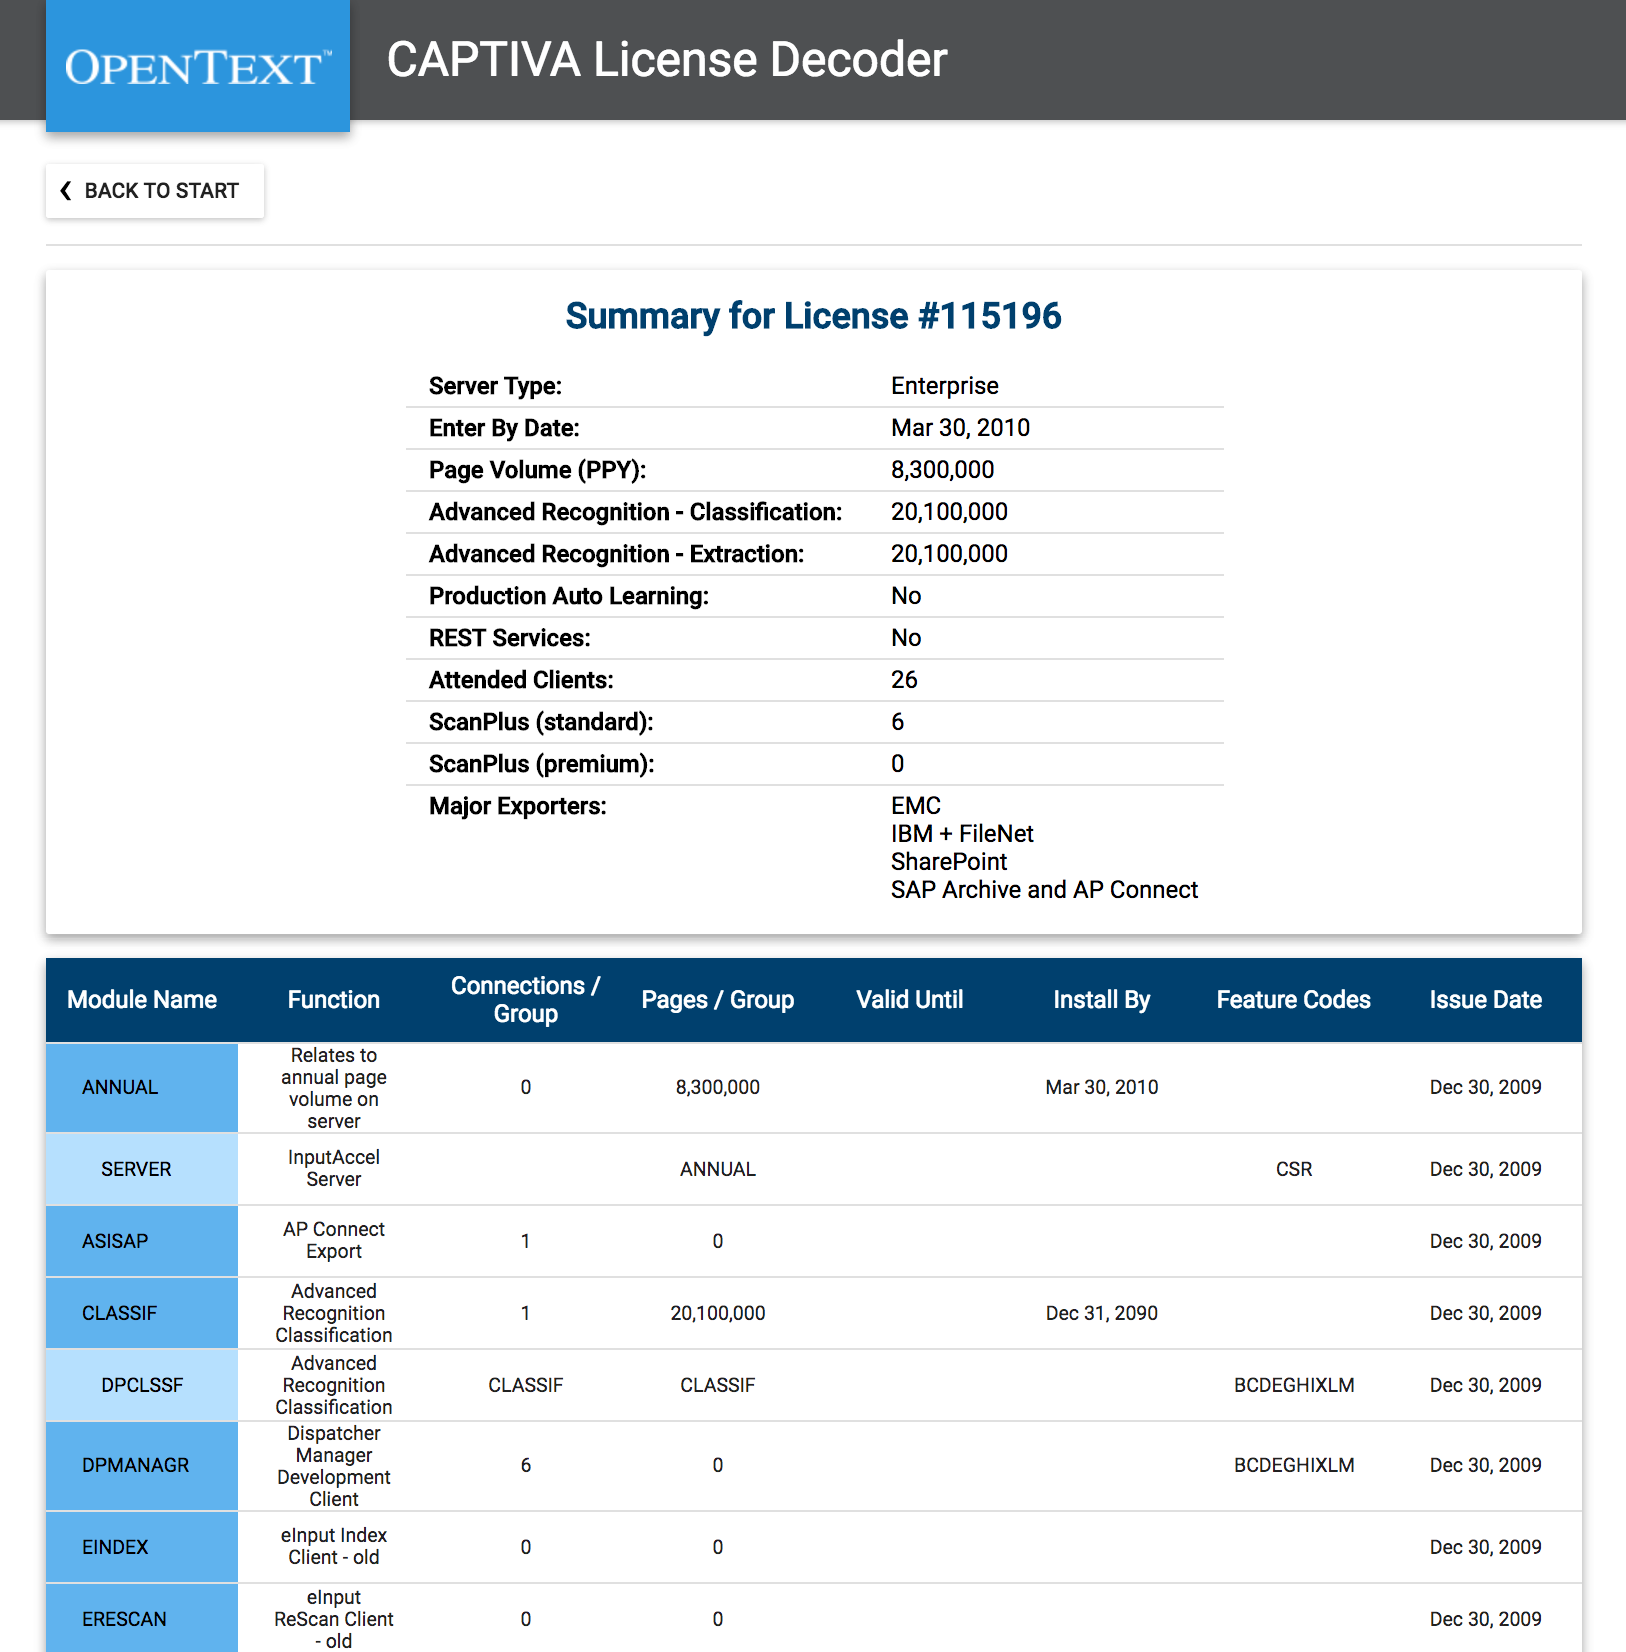 OPENTEXT™
CAPTIVA License Decoder
❮ BACK TO START
Summary for License #115196
Server Type: Enterprise
Enter By Date: Mar 30, 2010
Page Volume (PPY): 8,300,000
Advanced Recognition - Classification: 20,100,000
Advanced Recognition - Extraction: 20,100,000
Production Auto Learning: No
REST Services: No
Attended Clients: 26
ScanPlus (standard): 6
ScanPlus (premium): 0
Major Exporters: EMC
IBM + FileNet
SharePoint
SAP Archive and AP Connect
Module Name
Function
Connections /
Group
Pages / Group
Valid Until
Install By
Feature Codes
Issue Date
ANNUAL
Relates to
annual page
volume on
server
0
8,300,000
Mar 30, 2010
Dec 30, 2009
SERVER
InputAccel
Server
ANNUAL
CSR
Dec 30, 2009
ASISAP
AP Connect
Export
1
0
Dec 30, 2009
CLASSIF
Advanced
Recognition
Classification
1
20,100,000
Dec 31, 2090
Dec 30, 2009
DPCLSSF
Advanced
Recognition
Classification
CLASSIF
CLASSIF
BCDEGHIXLM
Dec 30, 2009
DPMANAGR
Dispatcher
Manager
Development
Client
6
0
BCDEGHIXLM
Dec 30, 2009
EINDEX
eInput Index
Client - old
0
0
Dec 30, 2009
ERESCAN
eInput
ReScan Client
- old
0
0
Dec 30, 2009